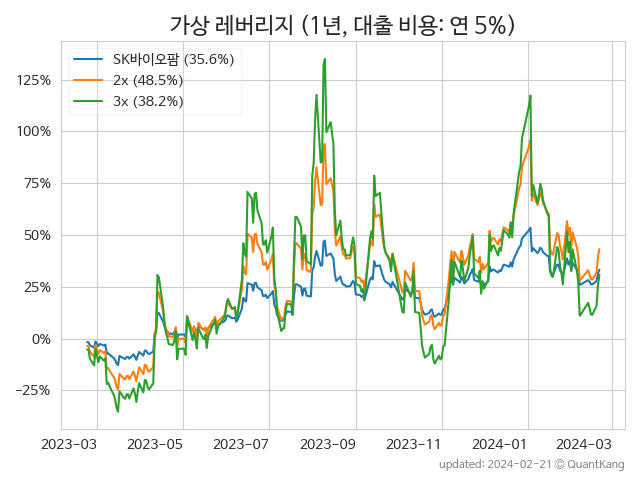 가상 레버리지 (1년, 대출 비용: 연 5%)
SK바이오팜 (35.6%)
2x (48.5%)
3x (38.2%)
125%
100%
75%
50%
25%
0%
−25%
2023-03 2023-05 2023-07 2023-09 2023-11 2024-01 2024-03
updated: 2024-02-21 © QuantKang